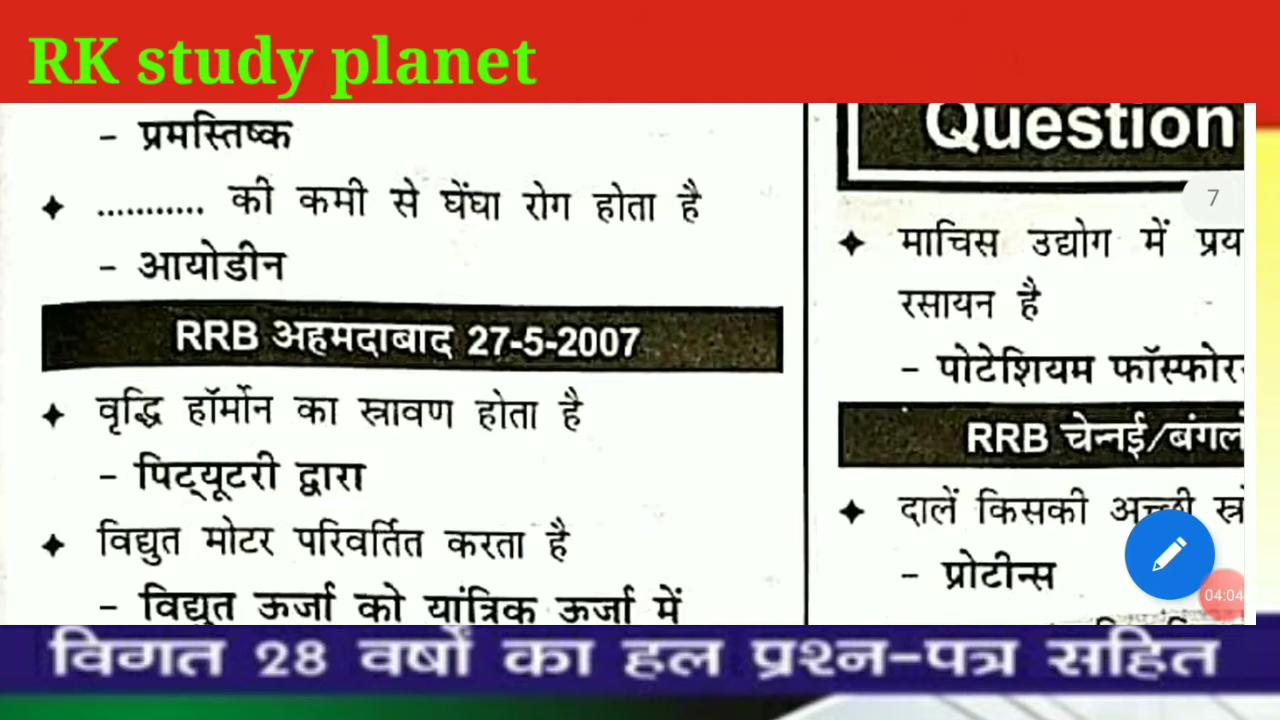 RK study planet
- प्रमस्तिष्क
........... की कमी से घेंघा रोग होता है
- आयोडीन
RRB अहमदाबाद 27-5-2007
वृद्धि हॉर्मोन का स्रावण होता है
- पिट्यूटरी द्वारा
विद्युत मोटर परिवर्तित करता है
- विद्युत ऊर्जा को यांत्रिक ऊर्जा में
Question
7
माचिस उद्योग में
रसायन है
- पोटेशियम
RRB
दालें किसकी अच्छी
- प्रोटीन्स
04:04
विगत 28 वर्षों का हल प्रश्न-पत्र सहित